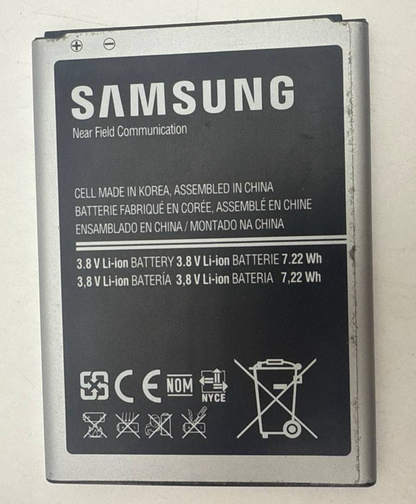 SAMSUNG
Near Field Communication
CELL MADE IN KOREA, ASSEMBLED IN CHINA
BATTERIE FABRIQUÉ EN CORÉE, ASSEMBLÉ EN CHINE
ENSAMBLADO EN CHINA / MONTADO NA CHINA
3.8 V Li-ion BATTERY 3.8 V Li-ion BATTERIE 7.22 Wh
3,8 V Li-ion BATERÍA 3,8 V Li-ion BATERIA 7,22 Wh
CE NOM NYCE